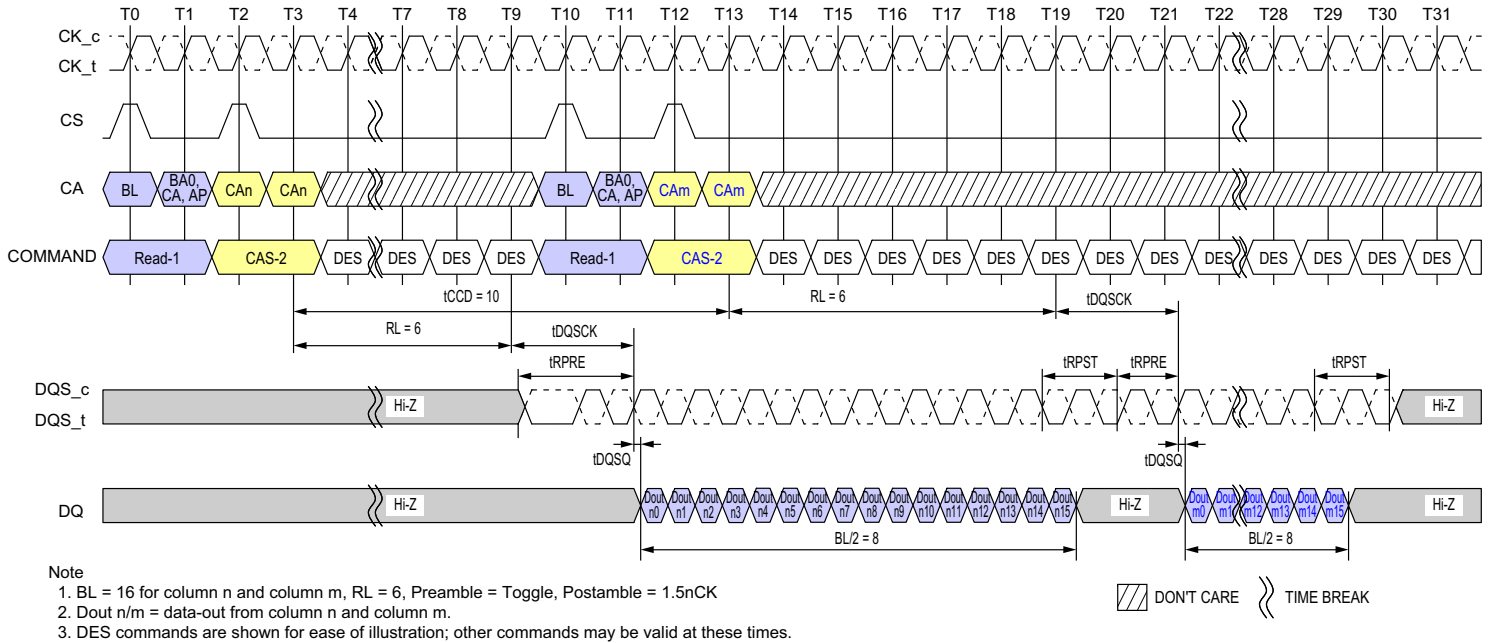 T0 T1 T2 T3 T4 T7 T8 T9 T10 T11 T12 T13 T14 T15 T16 T17 T18 T19 T20 T21 T22 T28 T29 T30 T31
CK_c
CK_t
CS
CA BL BA0, CA, AP CAn CAn BL BA0, CA, AP CAm CAm
COMMAND Read-1 CAS-2 DES DES DES DES Read-1 CAS-2 DES DES DES DES DES DES DES DES DES DES DES DES DES
tCCD = 10 RL = 6 tDQSCK
RL = 6 tDQSCK
tRPRE tRPST tRPRE tRPST
DQS_c
DQS_t
Hi-Z Hi-Z
tDQSQ tDQSQ
DQ Hi-Z Dout n0 Dout n1 Dout n2 Dout n3 Dout n4 Dout n5 Dout n6 Dout n7 Dout n8 Dout n9 Dout n10 Dout n11 Dout n12 Dout n13 Dout n14 Dout n15 Hi-Z Dout m0 Dout m1 Dout m12 Dout m13 Dout m14 Dout m15 Hi-Z
BL/2 = 8 BL/2 = 8
Note
1. BL = 16 for column n and column m, RL = 6, Preamble = Toggle, Postamble = 1.5nCK
2. Dout n/m = data-out from column n and column m.
3. DES commands are shown for ease of illustration; other commands may be valid at these times.
DON'T CARE TIME BREAK